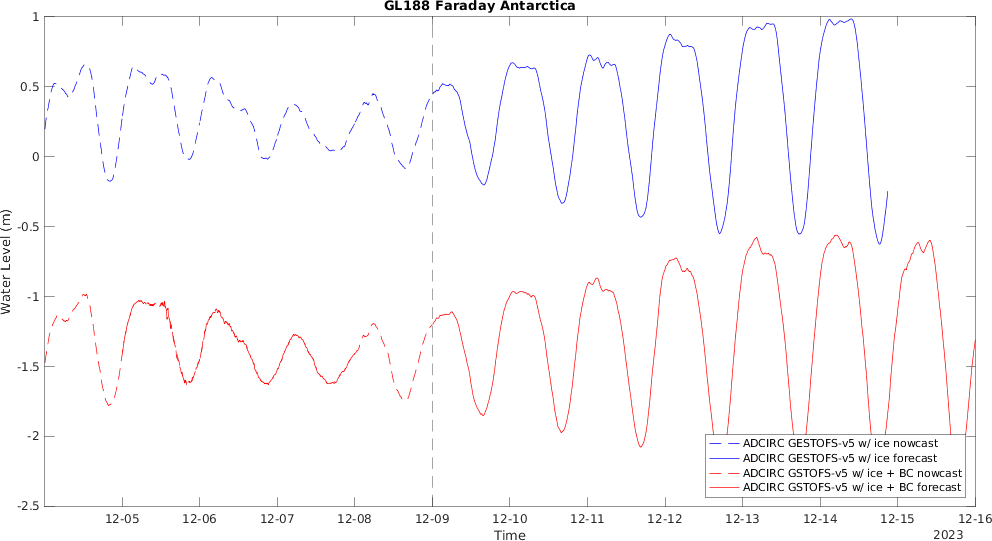 GL188 Faraday Antarctica
1
0.5
0
-0.5
-1
-1.5
-2
-2.5
Water Level (m)
ADCIRC GESTOFS-v5 w/ ice nowcast
ADCIRC GESTOFS-v5 w/ ice forecast
ADCIRC GSTOFS-v5 w/ ice + BC nowcast
ADCIRC GSTOFS-v5 w/ ice + BC forecast
12-05 12-06 12-07 12-08 12-09 12-10 12-11 12-12 12-13 12-14 12-15 12-16
Time
2023